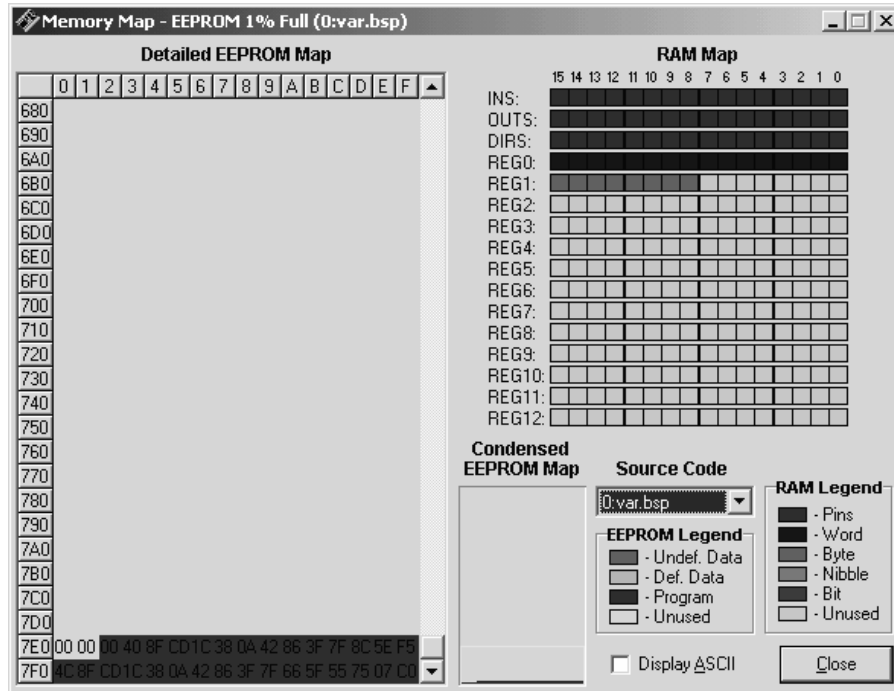 Memory Map - EEPROM 1% Full (0:var.bsp)
Detailed EEPROM Map
0 1 2 3 4 5 6 7 8 9 A B C D E F
680
690
6A0
6B0
6C0
6D0
6E0
6F0
700
710
720
730
740
750
760
770
780
790
7A0
7B0
7C0
7D0
7E0 00 00 00 40 8F CD 1C 38 0A 42 86 3F 7F 8C 5E F5
7F0 4C 8F CD 1C 38 0A 42 86 3F 7F 66 5F 55 75 07 C0
RAM Map
15 14 13 12 11 10 9 8 7 6 5 4 3 2 1 0
INS:
OUTS:
DIRS:
REG0:
REG1:
REG2:
REG3:
REG4:
REG5:
REG6:
REG7:
REG8:
REG9:
REG10:
REG11:
REG12:
Condensed
EEPROM Map
Source Code
0:var.bsp
EEPROM Legend
- Undef. Data
- Def. Data
- Program
- Unused
RAM Legend
- Pins
- Word
- Byte
- Nibble
- Bit
- Unused
Display ASCII
Close